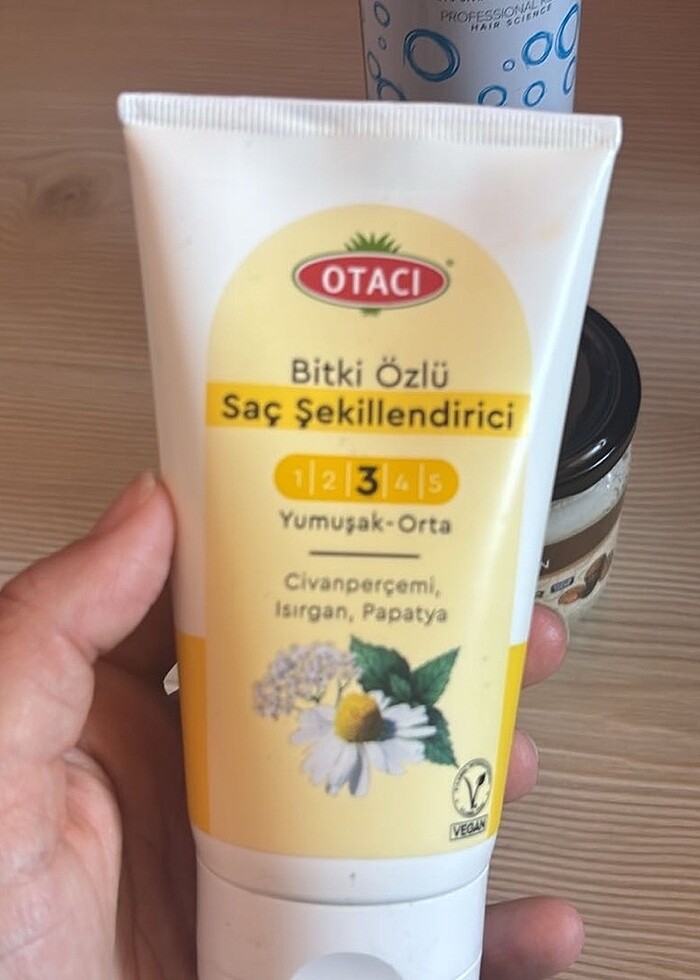 PROFESSIONAL
HAIR SCIENCE
OTACI
Bitki Özlü
Saç Şekillendirici
1|2|3|4|5
Yumuşak-Orta
Civanperçemi,
Isırgan, Papatya
V
VEGAN